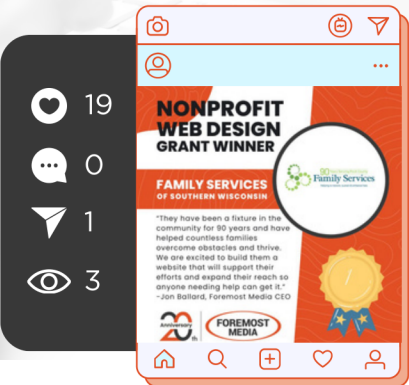 19
0
1
3
NONPROFIT
WEB DESIGN
GRANT WINNER
90
Family Services
FAMILY SERVICES
OF SOUTHERN WISCONSIN
"They have been a fixture in the
community for 90 years and have
helped countless families
overcome obstacles and thrive.
We are excited to build them a
website that will support their
efforts and expand their reach so
anyone needing help can get it."
-Jon Ballard, Foremost Media CEO
20
Anniversary
FOREMOST
MEDIA